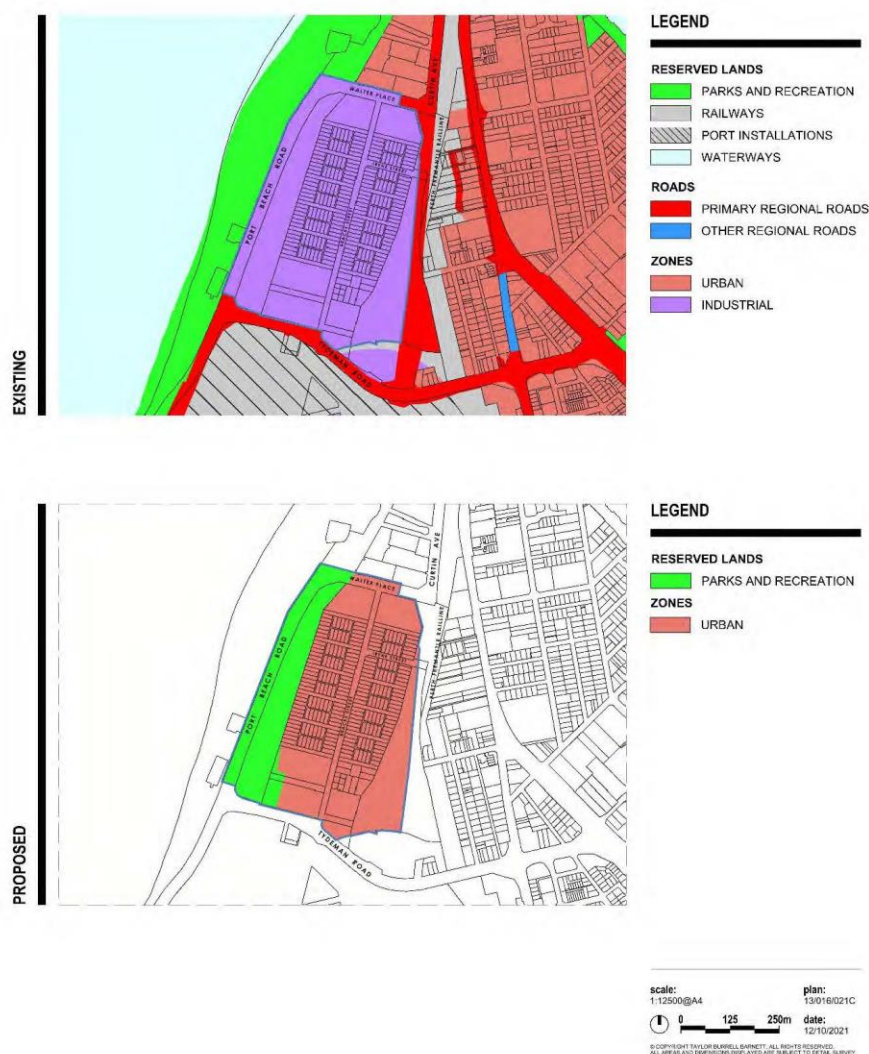 EXISTING
WALTER PLACE
CURTIN AVE
PORT BEACH ROAD
TYDEMAN ROAD
LEGEND
RESERVED LANDS
PARKS AND RECREATION
RAILWAYS
PORT INSTALLATIONS
WATERWAYS
ROADS
PRIMARY REGIONAL ROADS
OTHER REGIONAL ROADS
ZONES
URBAN
INDUSTRIAL
PROPOSED
WALTER PLACE
CURTIN AVE
PORT BEACH ROAD
TYDEMAN ROAD
LEGEND
RESERVED LANDS
PARKS AND RECREATION
ZONES
URBAN
scale:
1:12500@A4
plan:
13/016/021C
0 125 250m
date:
12/10/2021
© COPYRIGHT TAYLOR BURRELL BARNETT. ALL RIGHTS RESERVED.
ALL AREAS AND DIMENSIONS DISPLAYED ARE SUBJECT TO DETAIL SURVEY